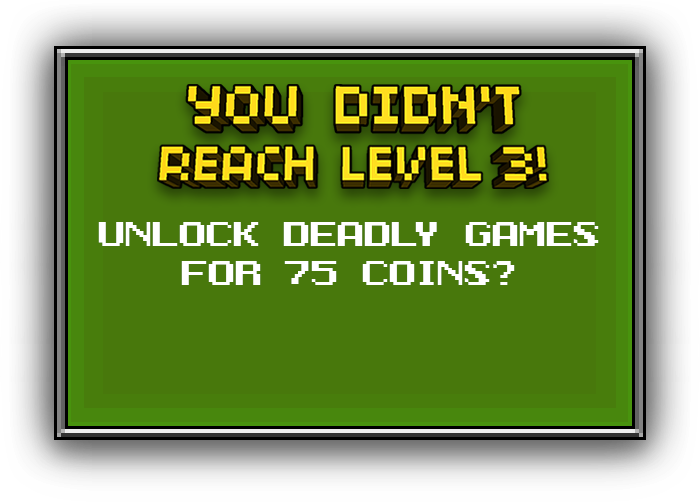 YOU DIDN'T
REACH LEVEL 3!
UNLOCK DEADLY GAMES
FOR 75 COINS?